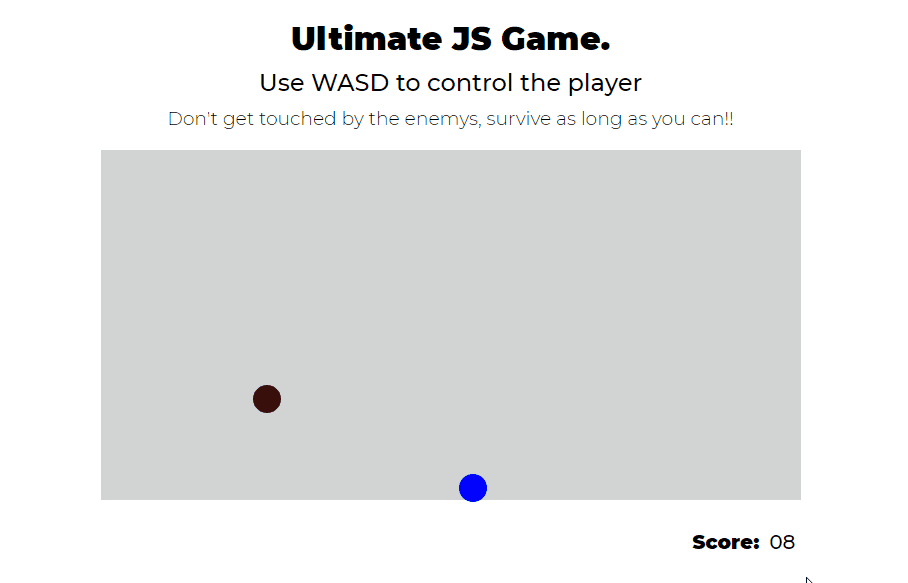 Ultimate JS Game.
Use WASD to control the player
Don't get touched by the enemys, survive as long as you can!!
Score: 08